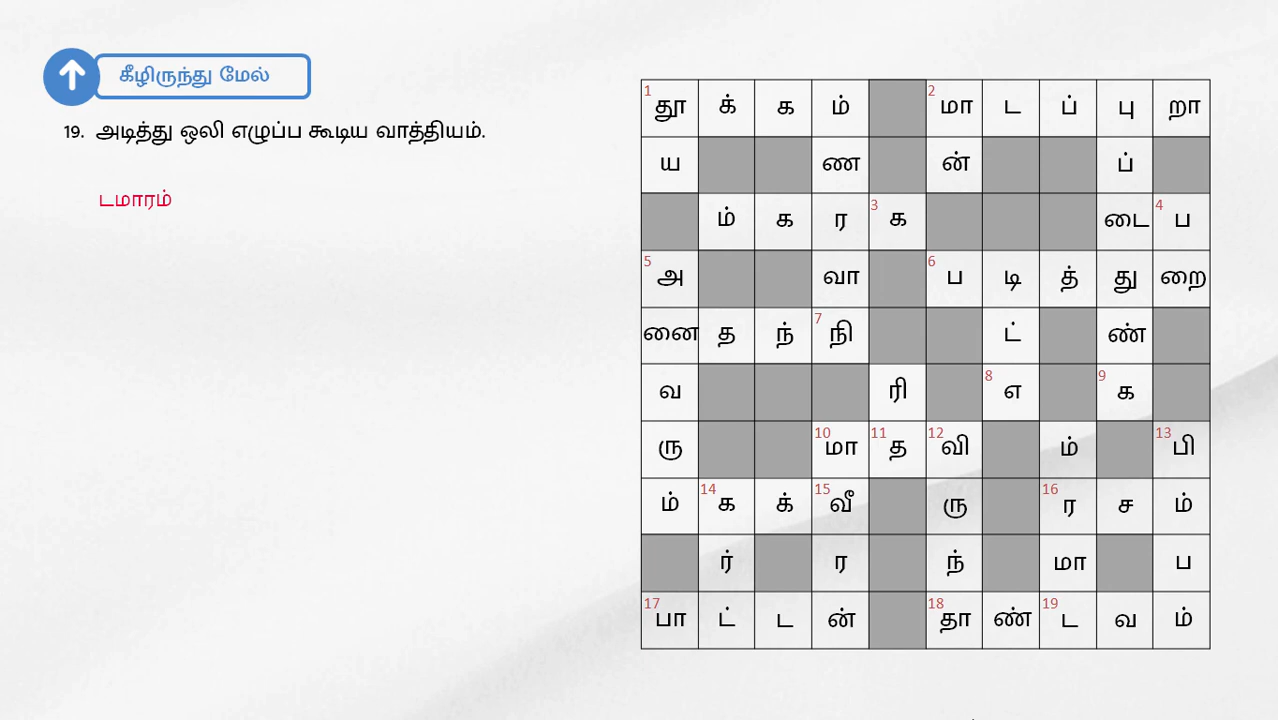 கீழிருந்து மேல்
19. அடித்து ஒலி எழுப்ப கூடிய வாத்தியம்.
டமாரம்
1 தூ க் க ம் 2 மா ட ப் பு றா
ய ண ன் ப்
ம் க ர 3 க டை 4 ப
5 அ வா 6 ப டி த் து றை
னை த ந் 7 நி ட் ண்
வ ரி 8 எ 9 க
ரு 10 மா 11 த 12 வி ம் 13 பி
ம் 14 க க் 15 வீ ரு 16 ர ச ம்
ர் ர ந் மா ப
17 பா ட் ட ன் 18 தா ண் 19 ட வ ம்